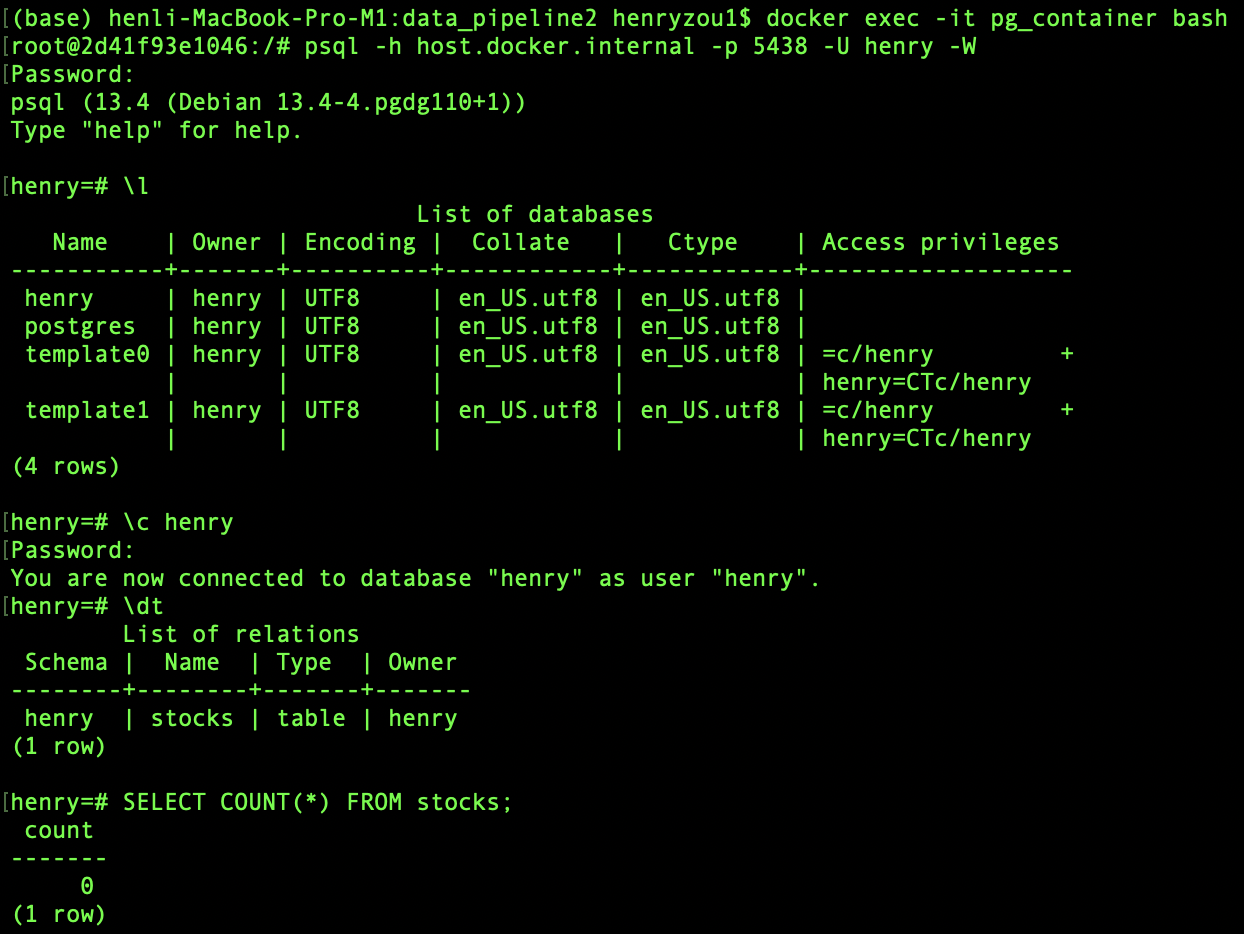 [(base) henli-MacBook-Pro-M1:data_pipeline2 henryzou1$ docker exec -it pg_container bash
[root@2d41f93e1046:/# psql -h host.docker.internal -p 5438 -U henry -W
[Password:
psql (13.4 (Debian 13.4-4.pgdg110+1))
Type "help" for help.

[henry=# \l
                             List of databases
   Name    | Owner | Encoding |  Collate   |   Ctype    | Access privileges
-----------+-------+----------+------------+------------+-------------------
 henry     | henry | UTF8     | en_US.utf8 | en_US.utf8 |
 postgres  | henry | UTF8     | en_US.utf8 | en_US.utf8 |
 template0 | henry | UTF8     | en_US.utf8 | en_US.utf8 | =c/henry         +
           |       |          |            |            | henry=CTc/henry
 template1 | henry | UTF8     | en_US.utf8 | en_US.utf8 | =c/henry         +
           |       |          |            |            | henry=CTc/henry
(4 rows)

[henry=# \c henry
[Password:
You are now connected to database "henry" as user "henry".
[henry=# \dt
        List of relations
 Schema |  Name  | Type  | Owner
--------+--------+-------+-------
 henry  | stocks | table | henry
(1 row)

[henry=# SELECT COUNT(*) FROM stocks;
 count
-------
     0
(1 row)